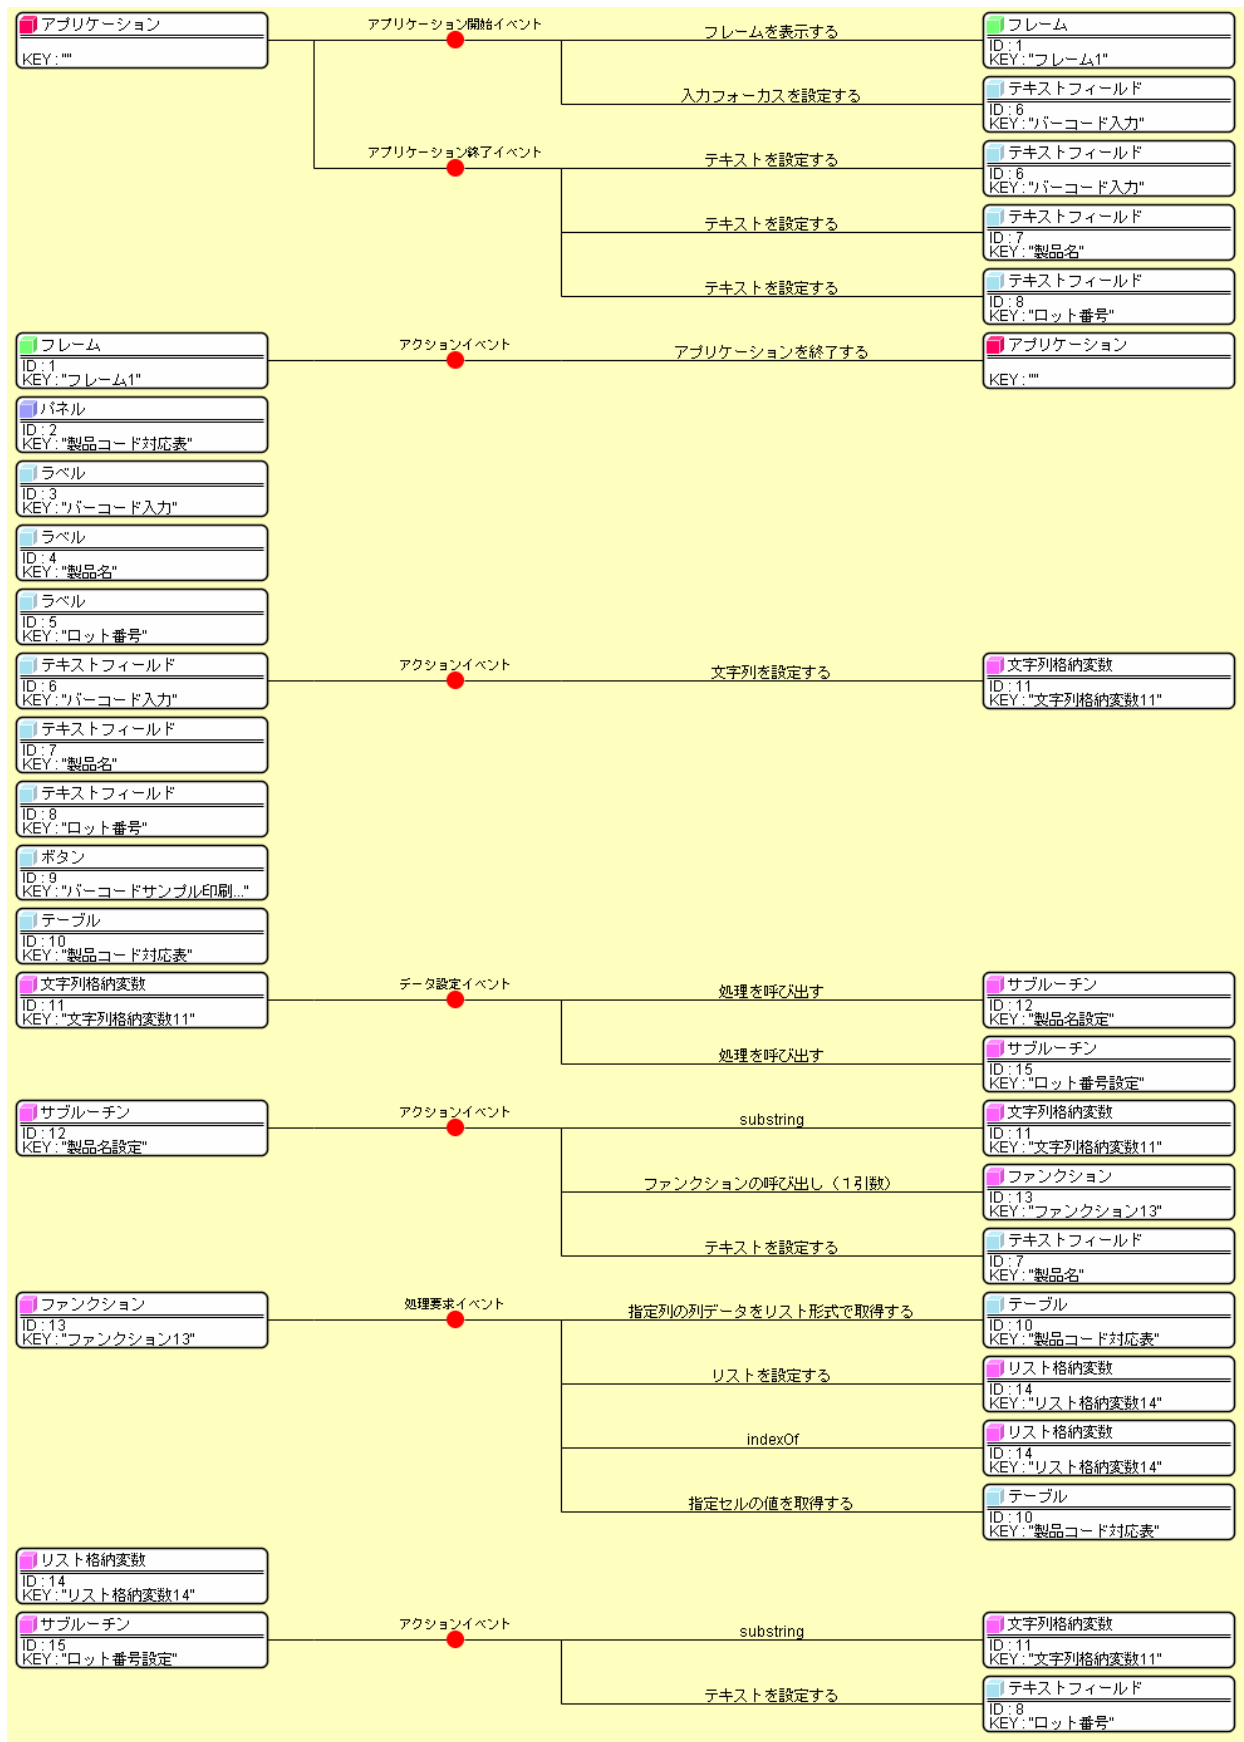 アプリケーション
KEY : ""
アプリケーション開始イベント
フレームを表示する
フレーム
ID : 1
KEY : "フレーム1"
入力フォーカスを設定する
テキストフィールド
ID : 6
KEY : "バーコード入力"
アプリケーション終了イベント
テキストを設定する
テキストフィールド
ID : 6
KEY : "バーコード入力"
テキストを設定する
テキストフィールド
ID : 7
KEY : "製品名"
テキストを設定する
テキストフィールド
ID : 8
KEY : "ロット番号"
フレーム
ID : 1
KEY : "フレーム1"
アクションイベント
アプリケーションを終了する
アプリケーション
KEY : ""
パネル
ID : 2
KEY : "製品コード対応表"
ラベル
ID : 3
KEY : "バーコード入力"
ラベル
ID : 4
KEY : "製品名"
ラベル
ID : 5
KEY : "ロット番号"
テキストフィールド
ID : 6
KEY : "バーコード入力"
アクションイベント
文字列を設定する
文字列格納変数
ID : 11
KEY : "文字列格納変数11"
テキストフィールド
ID : 7
KEY : "製品名"
テキストフィールド
ID : 8
KEY : "ロット番号"
ボタン
ID : 9
KEY : "バーコードサンプル印刷..."
テーブル
ID : 10
KEY : "製品コード対応表"
文字列格納変数
ID : 11
KEY : "文字列格納変数11"
データ設定イベント
処理を呼び出す
サブルーチン
ID : 12
KEY : "製品名設定"
処理を呼び出す
サブルーチン
ID : 15
KEY : "ロット番号設定"
サブルーチン
ID : 12
KEY : "製品名設定"
アクションイベント
substring
文字列格納変数
ID : 11
KEY : "文字列格納変数11"
ファンクションの呼び出し（１引数）
ファンクション
ID : 13
KEY : "ファンクション13"
テキストを設定する
テキストフィールド
ID : 7
KEY : "製品名"
ファンクション
ID : 13
KEY : "ファンクション13"
処理要求イベント
指定列の列データをリスト形式で取得する
テーブル
ID : 10
KEY : "製品コード対応表"
リストを設定する
リスト格納変数
ID : 14
KEY : "リスト格納変数14"
indexOf
リスト格納変数
ID : 14
KEY : "リスト格納変数14"
指定セルの値を取得する
テーブル
ID : 10
KEY : "製品コード対応表"
リスト格納変数
ID : 14
KEY : "リスト格納変数14"
サブルーチン
ID : 15
KEY : "ロット番号設定"
アクションイベント
substring
文字列格納変数
ID : 11
KEY : "文字列格納変数11"
テキストを設定する
テキストフィールド
ID : 8
KEY : "ロット番号"